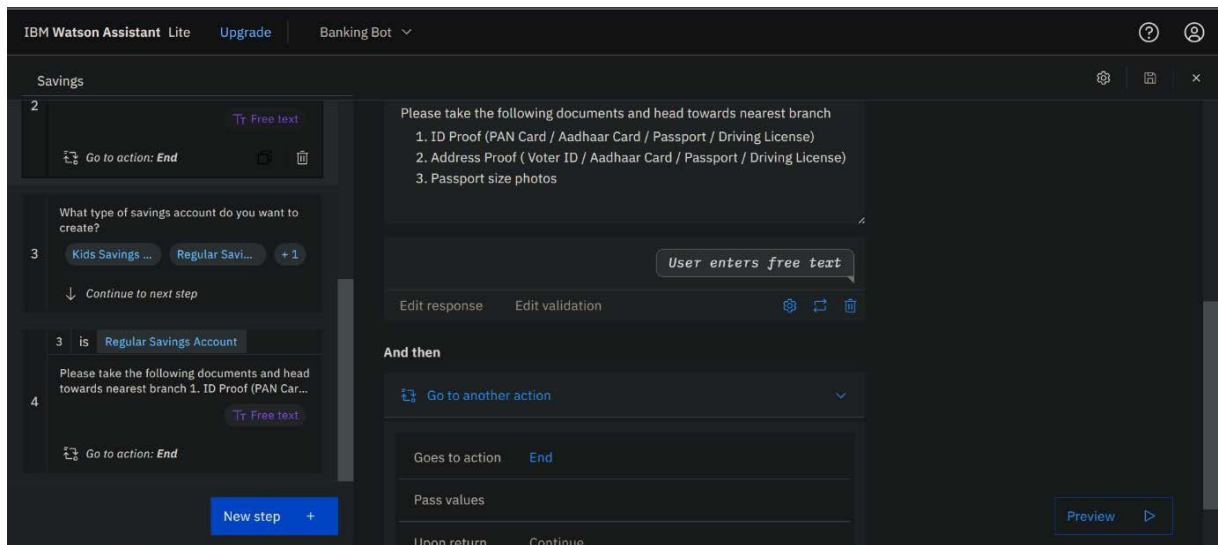 IBM Watson Assistant Lite Upgrade Banking Bot
Savings
2
Free text
Go to action: End
What type of savings account do you want to
create?
3
Kids Savings ... Regular Savi... + 1
Continue to next step
3 is Regular Savings Account
Please take the following documents and head
towards nearest branch 1. ID Proof (PAN Car...
4
Free text
Go to action: End
New step +
Please take the following documents and head towards nearest branch
1. ID Proof (PAN Card / Aadhaar Card / Passport / Driving License)
2. Address Proof ( Voter ID / Aadhaar Card / Passport / Driving License)
3. Passport size photos
User enters free text
Edit response Edit validation
And then
Go to another action
Goes to action End
Pass values
Upon return Continue
Preview